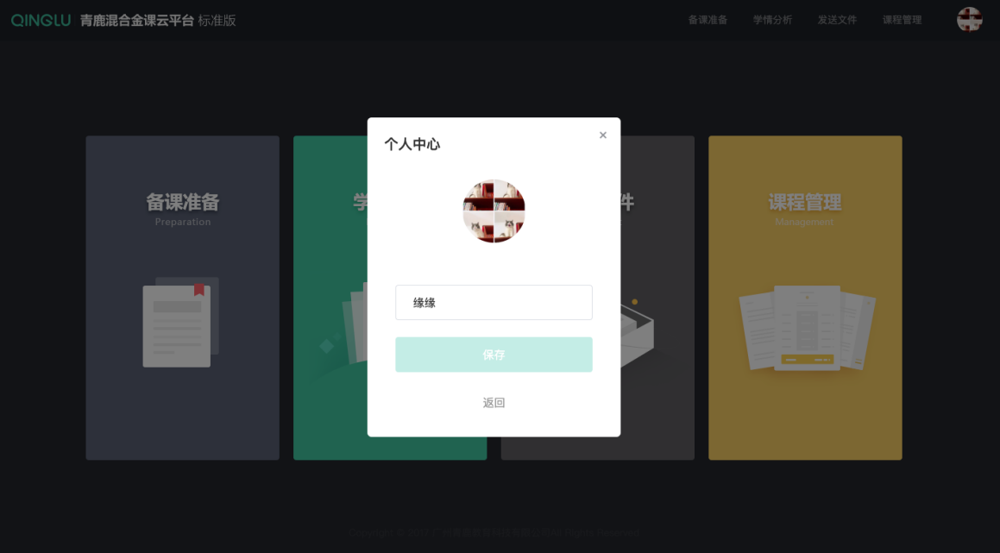 QINGLU 青鹿混合金课云平台 标准版
备课准备 学情分析 发送文件 课程管理
个人中心 ×
备课准备
Preparation
学
件
课程管理
Management
缘缘
保存
返回